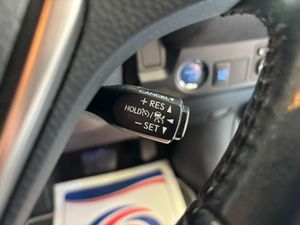 CANCEL
+ RES ▲
HOLD
− SET ▼